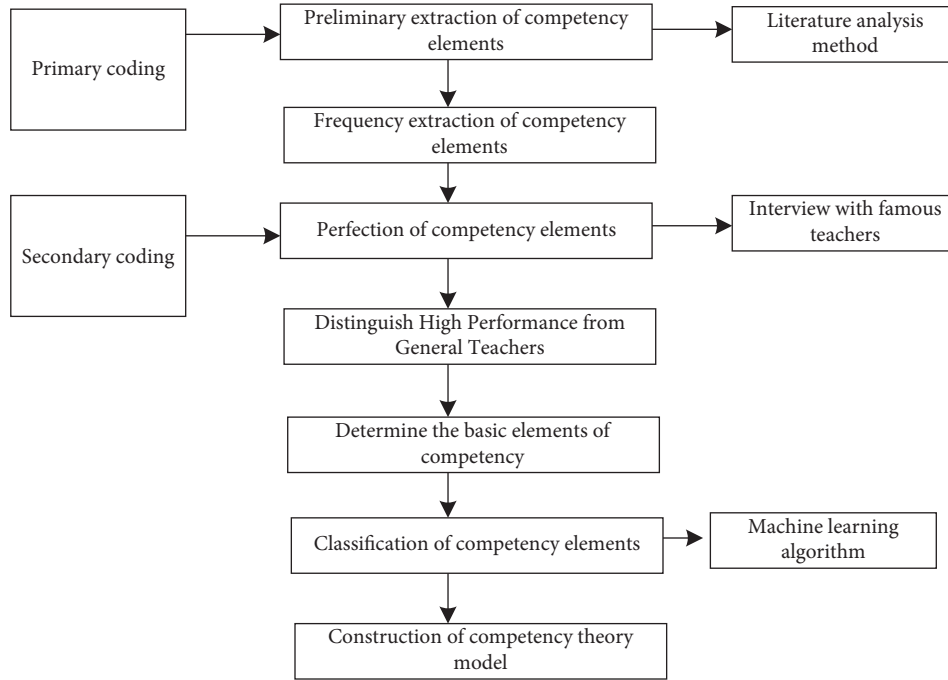 Preliminary extraction of competency
elements
Literature analysis
method
Primary coding
Frequency extraction of competency
elements
Perfection of competency elements
Interview with famous
teachers
Secondary coding
Distinguish High Performance from
General Teachers
Determine the basic elements of
competency
Classification of competency elements
Machine learning
algorithm
Construction of competency theory
model